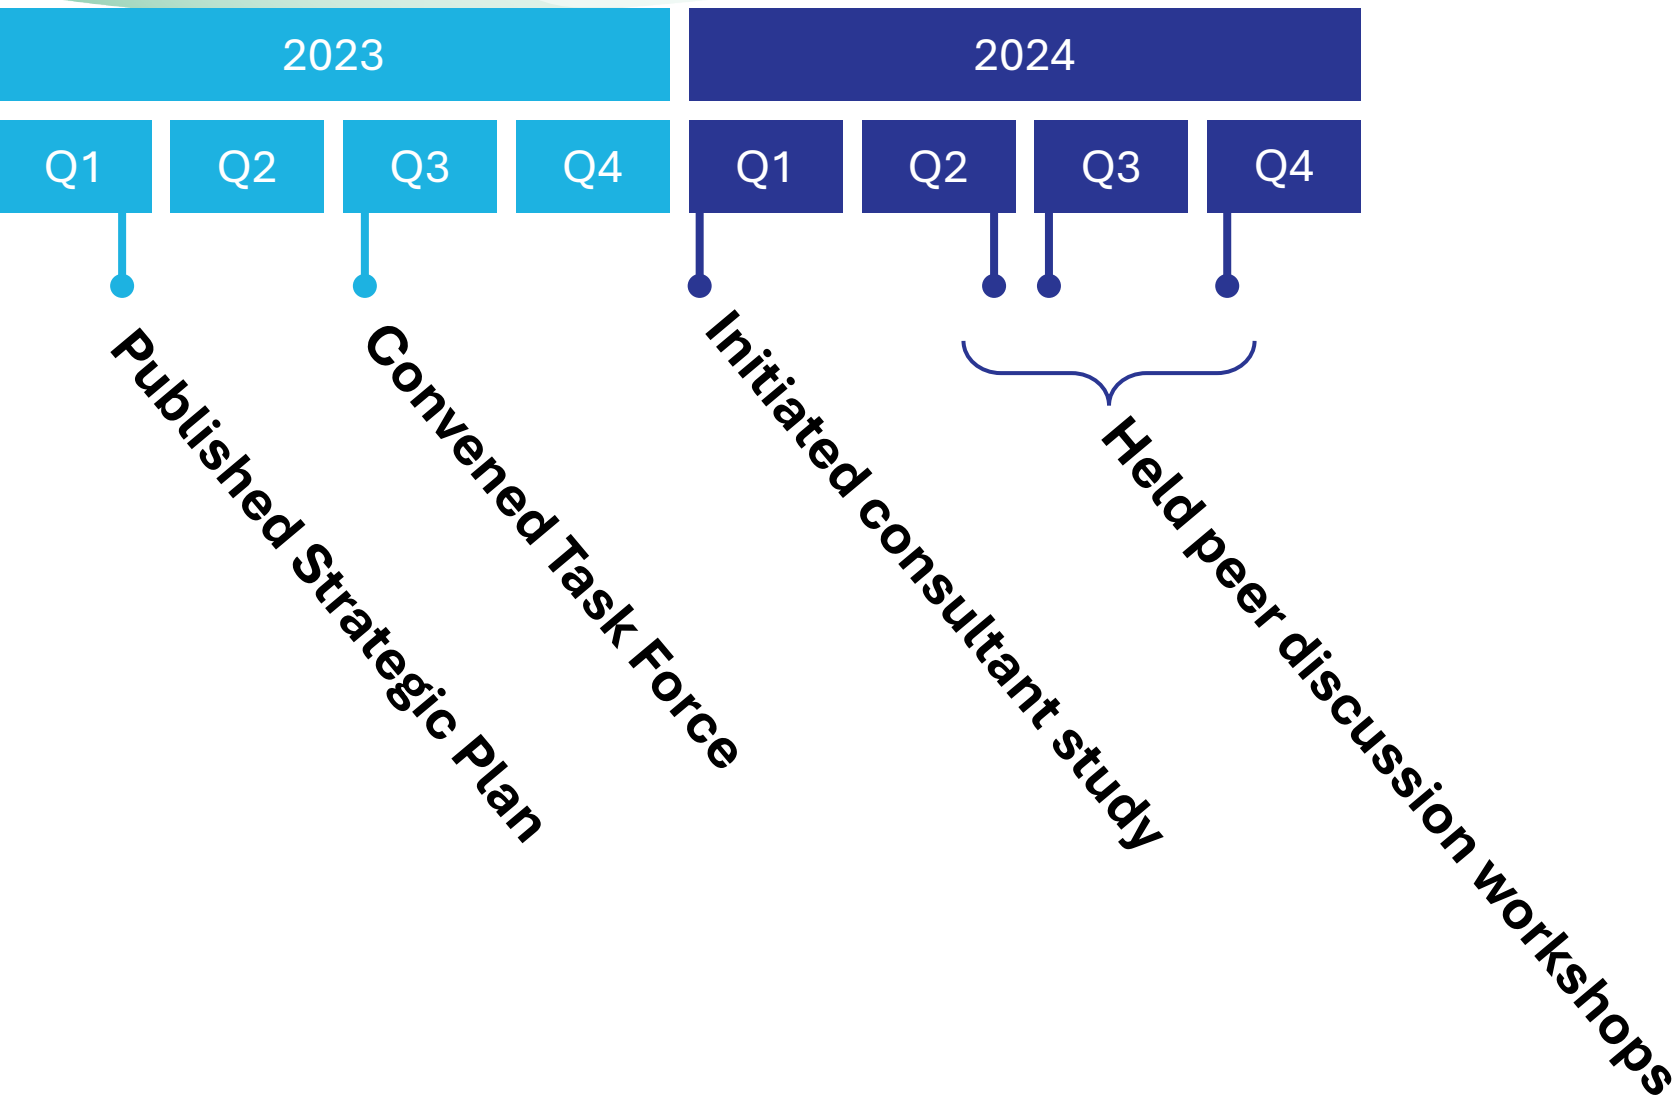 2023
2024
Q1
Q2
Q3
Q4
Q1
Q2
Q3
Q4
Published Strategic Plan
Convened Task Force
Initiated consultant study
Held peer discussion workshops